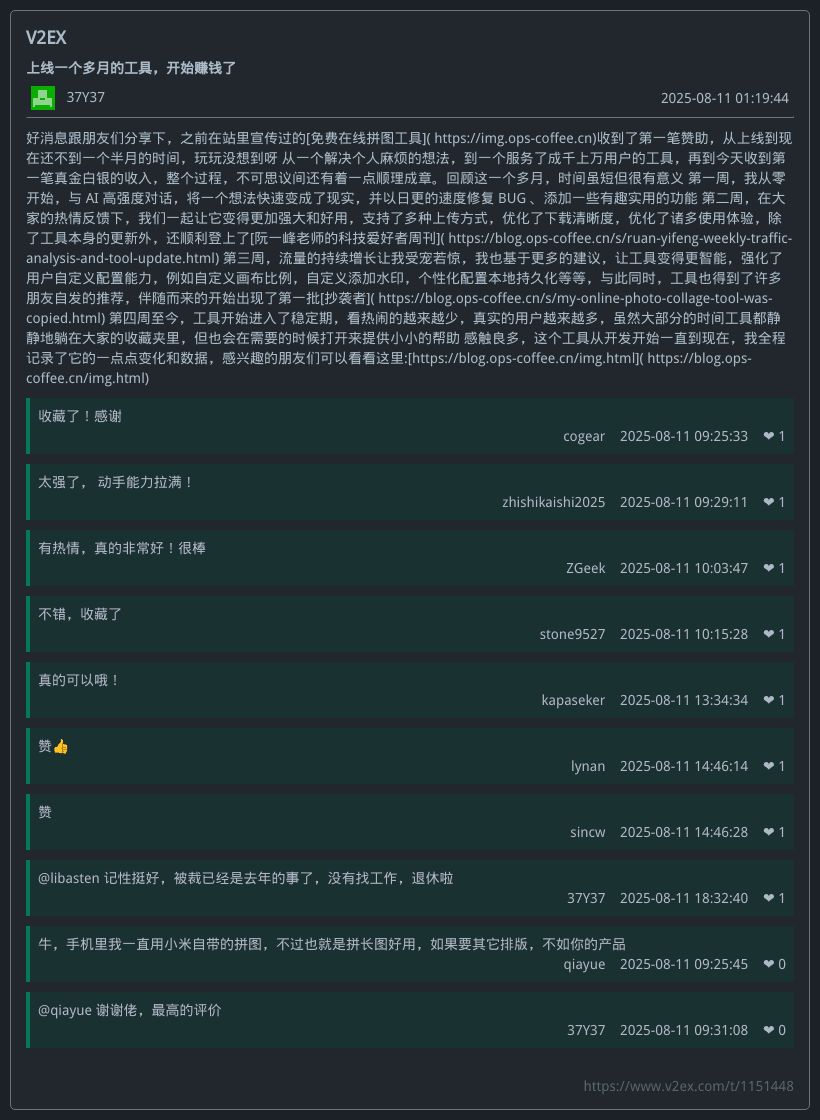 V2EX
上线一个多月的工具，开始赚钱了
37Y37 2025-08-11 01:19:44
好消息跟朋友们分享下，之前在站里宣传过的[免费在线拼图工具]( https://img.ops-coffee.cn)收到了第一笔赞助，从上线到现
在还不到一个半月的时间，玩玩没想到呀 从一个解决个人麻烦的想法，到一个服务了成千上万用户的工具，再到今天收到第
一笔真金白银的收入，整个过程，不可思议间还有着一点顺理成章。回顾这一个多月，时间虽短但很有意义 第一周，我从零
开始，与 AI 高强度对话，将一个想法快速变成了现实，并以日更的速度修复 BUG 、添加一些有趣实用的功能 第二周，在大
家的热情反馈下，我们一起让它变得更加强大和好用，支持了多种上传方式，优化了下载清晰度，优化了诸多使用体验，除
了工具本身的更新外，还顺利登上了[阮一峰老师的科技爱好者周刊]( https://blog.ops-coffee.cn/s/ruan-yifeng-weekly-traffic-
analysis-and-tool-update.html) 第三周，流量的持续增长让我受宠若惊，我也基于更多的建议，让工具变得更智能，强化了
用户自定义配置能力，例如自定义画布比例，自定义添加水印，个性化配置本地持久化等等，与此同时，工具也得到了许多
朋友自发的推荐，伴随而来的开始出现了第一批[抄袭者]( https://blog.ops-coffee.cn/s/my-online-photo-collage-tool-was-
copied.html) 第四周至今，工具开始进入了稳定期，看热闹的越来越少，真实的用户越来越多，虽然大部分的时间工具都静
静地躺在大家的收藏夹里，但也会在需要的时候打开来提供小小的帮助 感触良多，这个工具从开发开始一直到现在，我全程
记录了它的一点点变化和数据，感兴趣的朋友们可以看看这里:[https://blog.ops-coffee.cn/img.html]( https://blog.ops-
coffee.cn/img.html)
收藏了！感谢
cogear 2025-08-11 09:25:33 ❤ 1
太强了， 动手能力拉满！
zhishikaishi2025 2025-08-11 09:29:11 ❤ 1
有热情，真的非常好！很棒
ZGeek 2025-08-11 10:03:47 ❤ 1
不错，收藏了
stone9527 2025-08-11 10:15:28 ❤ 1
真的可以哦！
kapaseker 2025-08-11 13:34:34 ❤ 1
赞👍
lynan 2025-08-11 14:46:14 ❤ 1
赞
sincw 2025-08-11 14:46:28 ❤ 1
@libasten 记性挺好，被裁已经是去年的事了，没有找工作，退休啦
37Y37 2025-08-11 18:32:40 ❤ 1
牛，手机里我一直用小米自带的拼图，不过也就是拼长图好用，如果要其它排版，不如你的产品
qiayue 2025-08-11 09:25:45 ❤ 0
@qiayue 谢谢佬，最高的评价
37Y37 2025-08-11 09:31:08 ❤ 0
https://www.v2ex.com/t/1151448